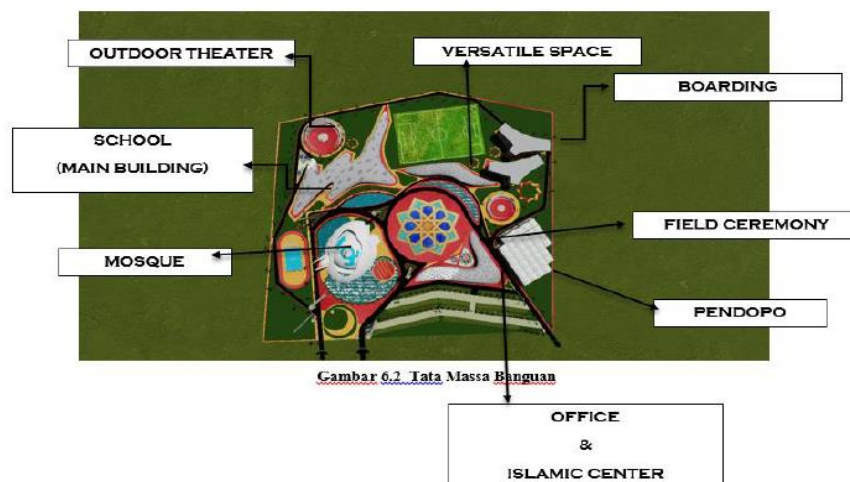 OUTDOOR THEATER
VERSATILE SPACE
BOARDING
SCHOOL
(MAIN BUILDING)
FIELD CEREMONY
MOSQUE
PENDOPO
Gambar 6.2 Tata Massa Banguan
OFFICE
&
ISLAMIC CENTER